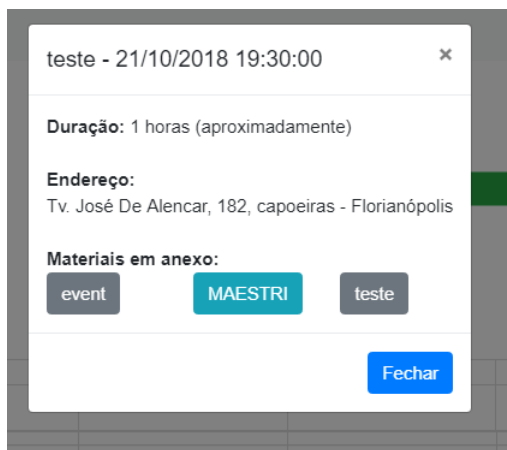 teste - 21/10/2018 19:30:00 ×
Duração: 1 horas (aproximadamente)
Endereço:
Tv. José De Alencar, 182, capoeiras - Florianópolis
Materiais em anexo:
event MAESTRI teste
Fechar